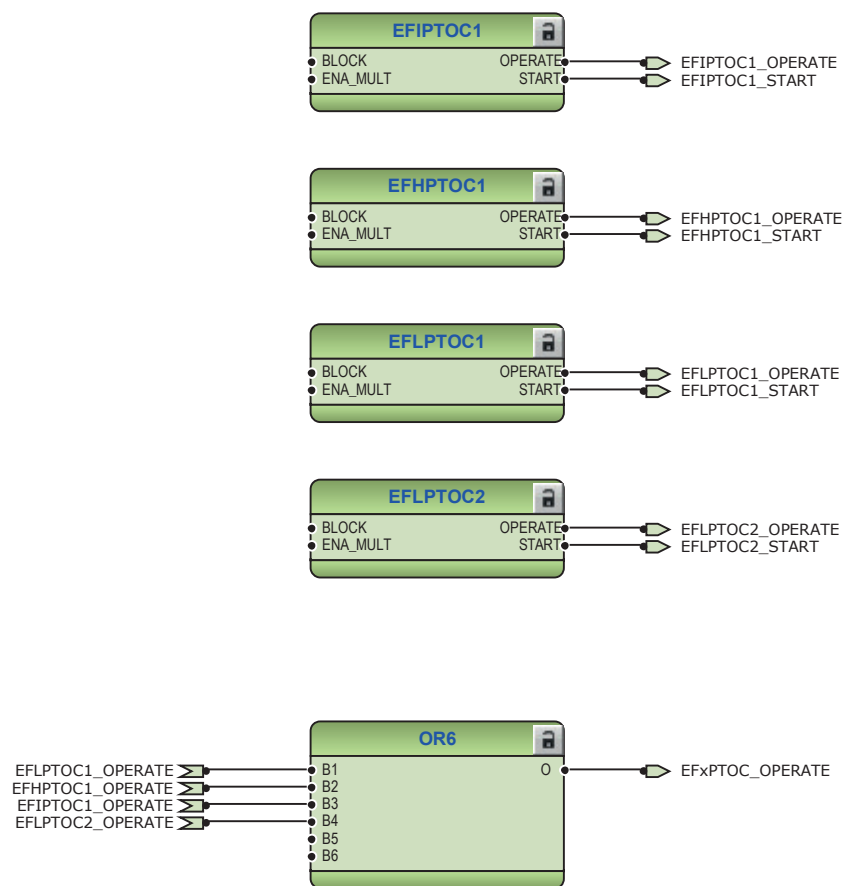 EFIPTOC1
BLOCK OPERATE EFIPTOC1_OPERATE
ENA_MULT START EFIPTOC1_START
EFHPTOC1
BLOCK OPERATE EFHPTOC1_OPERATE
ENA_MULT START EFHPTOC1_START
EFLPTOC1
BLOCK OPERATE EFLPTOC1_OPERATE
ENA_MULT START EFLPTOC1_START
EFLPTOC2
BLOCK OPERATE EFLPTOC2_OPERATE
ENA_MULT START EFLPTOC2_START
OR6
EFLPTOC1_OPERATE B1 O EFxPTOC_OPERATE
EFHPTOC1_OPERATE B2
EFIPTOC1_OPERATE B3
EFLPTOC2_OPERATE B4
B5
B6